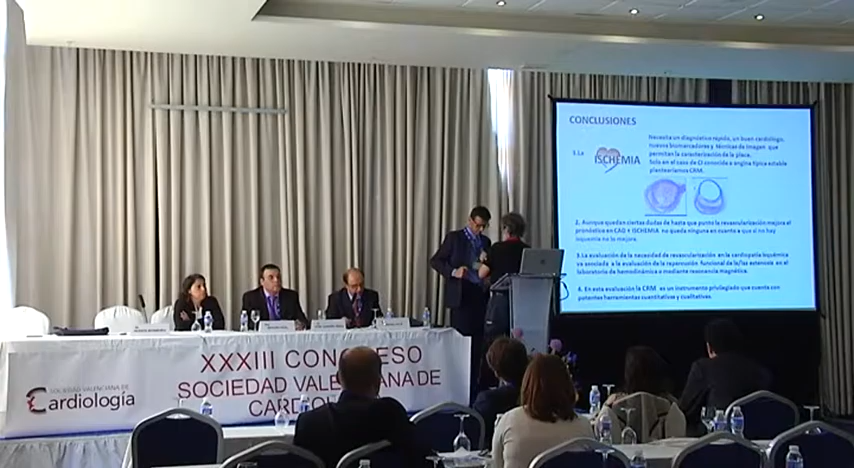 CONCLUSIONES
Necesita un diagnóstico rápido, un buen cardiólogo,
nuevos biomarcadores y técnicas de imagen que
1.La ISCHEMIA
permitan la caracterización de la placa.
Solo en el caso de CI conocida o angina típica estable
plantearíamos CRM.
2. Aunque quedan ciertas dudas de hasta que punto la revascularización mejora el
pronóstico en CAD + ISCHEMIA no queda ninguna en cuanto a que si no hay
isquemia no lo mejora.
3.La evaluación de la necesidad de revascularización en la cardiopatía isquémica
va asociada a la evaluación de la repercusión funcional de la/las estenosis en el
laboratorio de hemodinámica o mediante resonancia magnética.
4. En esta evaluación la CRM es un instrumento privilegiado que cuenta con
potentes herramientas cuantitativas y cualitativas.
XXXIII CONGRESO
SOCIEDAD VALENCIANA DE
SOCIEDAD VALENCIANA DE
Cardiología